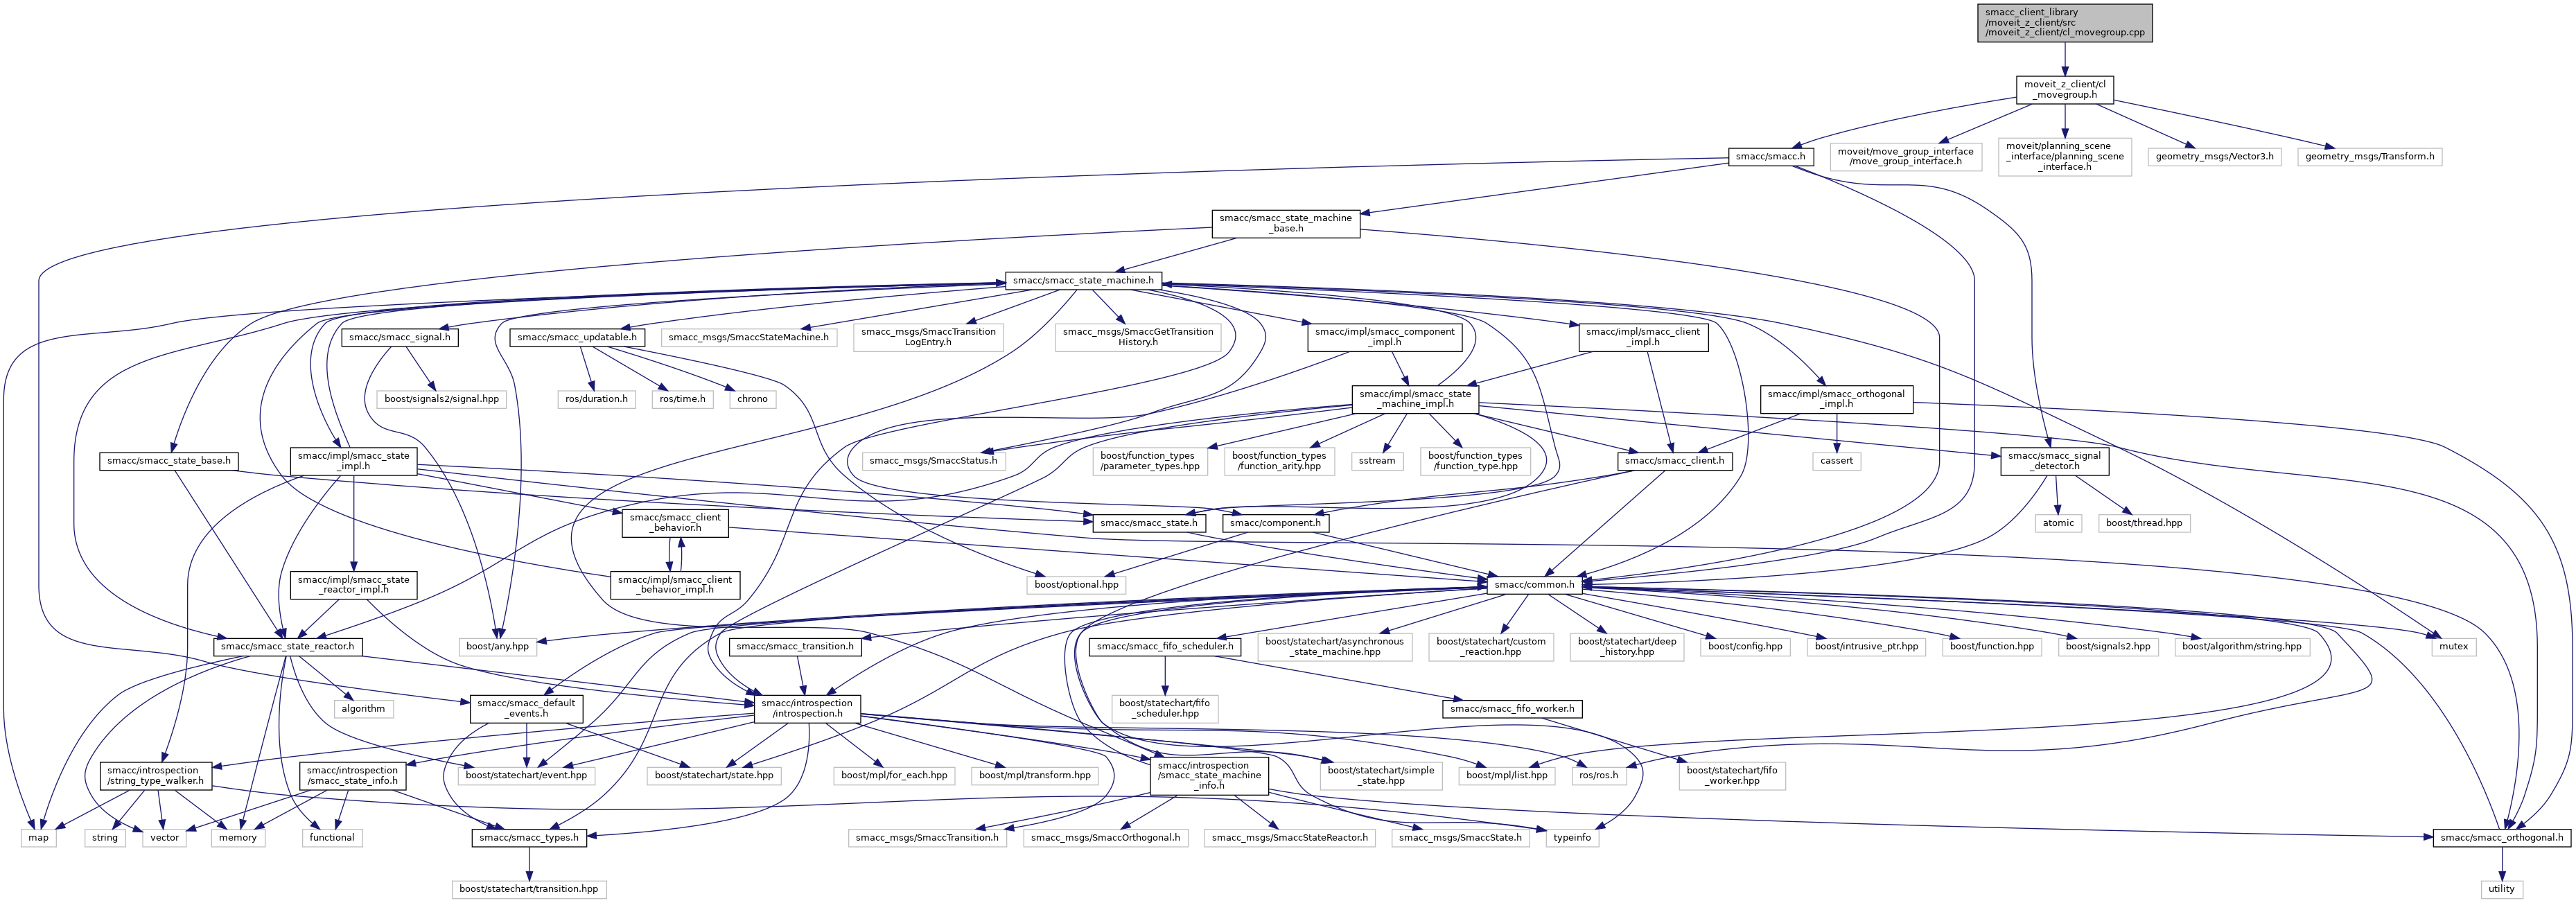 smacc_client_library
/moveit_z_client/src
/moveit_z_client/cl_movegroup.cpp
moveit_z_client/cl
_movegroup.h
smacc/smacc.h
moveit/move_group_interface
/move_group_interface.h
moveit/planning_scene
_interface/planning_scene
_interface.h
geometry_msgs/Vector3.h
geometry_msgs/Transform.h
smacc/smacc_state_machine
_base.h
smacc/smacc_state_machine.h
smacc/smacc_signal.h
smacc/smacc_updatable.h
smacc_msgs/SmaccStateMachine.h
smacc_msgs/SmaccTransition
LogEntry.h
smacc_msgs/SmaccGetTransition
History.h
smacc/impl/smacc_component
_impl.h
smacc/impl/smacc_client
_impl.h
boost/signals2/signal.hpp
ros/duration.h
ros/time.h
chrono
smacc/impl/smacc_state
_machine_impl.h
smacc/impl/smacc_orthogonal
_impl.h
smacc/smacc_state_base.h
smacc/impl/smacc_state
_impl.h
smacc_msgs/SmaccStatus.h
boost/function_types
/parameter_types.hpp
boost/function_types
/function_arity.hpp
sstream
boost/function_types
/function_type.hpp
smacc/smacc_client.h
cassert
smacc/smacc_signal
_detector.h
smacc/smacc_client
_behavior.h
smacc/smacc_state.h
smacc/component.h
atomic
boost/thread.hpp
smacc/impl/smacc_state
_reactor_impl.h
smacc/impl/smacc_client
_behavior_impl.h
boost/optional.hpp
smacc/common.h
smacc/smacc_state_reactor.h
boost/any.hpp
smacc/smacc_transition.h
smacc/smacc_fifo_scheduler.h
boost/statechart/asynchronous
_state_machine.hpp
boost/statechart/custom
_reaction.hpp
boost/statechart/deep
_history.hpp
boost/config.hpp
boost/intrusive_ptr.hpp
boost/function.hpp
boost/signals2.hpp
boost/algorithm/string.hpp
mutex
algorithm
smacc/smacc_default
_events.h
smacc/introspection
/introspection.h
boost/statechart/fifo
_scheduler.hpp
smacc/smacc_fifo_worker.h
smacc/introspection
/string_type_walker.h
smacc/introspection
/smacc_state_info.h
boost/statechart/event.hpp
boost/statechart/state.hpp
boost/mpl/for_each.hpp
boost/mpl/transform.hpp
smacc/introspection
/smacc_state_machine
_info.h
boost/statechart/simple
_state.hpp
boost/mpl/list.hpp
ros/ros.h
boost/statechart/fifo
_worker.hpp
map
string
vector
memory
functional
smacc/smacc_types.h
smacc_msgs/SmaccTransition.h
smacc_msgs/SmaccOrthogonal.h
smacc_msgs/SmaccStateReactor.h
smacc_msgs/SmaccState.h
typeinfo
smacc/smacc_orthogonal.h
boost/statechart/transition.hpp
utility